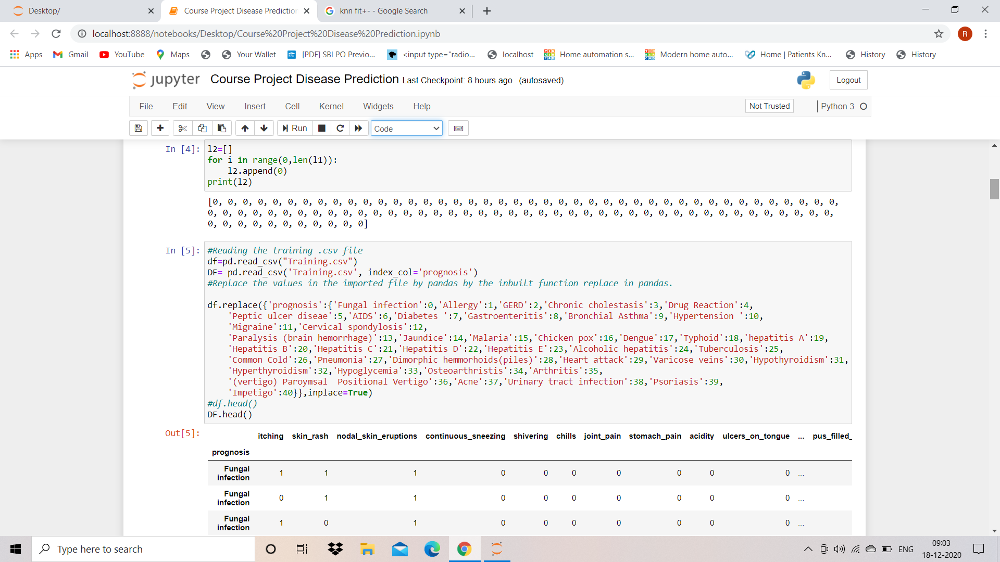 Desktop/
Course Project Disease Prediction
knn fit+- - Google Search
localhost:8888/notebooks/Desktop/Course%20Project%20Disease%20Prediction.ipynb
R
Apps
Gmail
YouTube
Maps
Your Wallet
[PDF] SBI PO Previo...
<input type="radio...
localhost
Home automation s...
Modern home auto...
Home | Patients Kn...
History
History
jupyter
Course Project Disease Prediction Last Checkpoint: 8 hours ago (autosaved)
Logout
File Edit View Insert Cell Kernel Widgets Help
Not Trusted
Python 3
Run
Code
In [4]:
l2=[]
for i in range(0,len(l1)):
    l2.append(0)
print(l2)
[0, 0, 0, 0, 0, 0, 0, 0, 0, 0, 0, 0, 0, 0, 0, 0, 0, 0, 0, 0, 0, 0, 0, 0, 0, 0, 0, 0, 0, 0, 0, 0, 0, 0, 0, 0, 0, 0, 0, 0, 0, 0,
0, 0, 0, 0, 0, 0, 0, 0, 0, 0, 0, 0, 0, 0, 0, 0, 0, 0, 0, 0, 0, 0, 0, 0, 0, 0, 0, 0, 0, 0, 0, 0, 0, 0, 0, 0, 0, 0, 0, 0, 0, 0,
0, 0, 0, 0, 0, 0, 0, 0, 0, 0, 0]
In [5]:
#Reading the training .csv file
df=pd.read_csv("Training.csv")
DF= pd.read_csv('Training.csv', index_col='prognosis')
#Replace the values in the imported file by pandas by the inbuilt function replace in pandas.
df.replace({'prognosis':{'Fungal infection':0,'Allergy':1,'GERD':2,'Chronic cholestasis':3,'Drug Reaction':4,
    'Peptic ulcer diseae':5,'AIDS':6,'Diabetes ':7,'Gastroenteritis':8,'Bronchial Asthma':9,'Hypertension ':10,
    'Migraine':11,'Cervical spondylosis':12,
    'Paralysis (brain hemorrhage)':13,'Jaundice':14,'Malaria':15,'Chicken pox':16,'Dengue':17,'Typhoid':18,'hepatitis A':19,
    'Hepatitis B':20,'Hepatitis C':21,'Hepatitis D':22,'Hepatitis E':23,'Alcoholic hepatitis':24,'Tuberculosis':25,
    'Common Cold':26,'Pneumonia':27,'Dimorphic hemmorhoids(piles)':28,'Heart attack':29,'Varicose veins':30,'Hypothyroidism':31,
    'Hyperthyroidism':32,'Hypoglycemia':33,'Osteoarthristis':34,'Arthritis':35,
    '(vertigo) Paroymsal  Positional Vertigo':36,'Acne':37,'Urinary tract infection':38,'Psoriasis':39,
    'Impetigo':40}},inplace=True)
#df.head()
DF.head()
Out[5]:
itching skin_rash nodal_skin_eruptions continuous_sneezing shivering chills joint_pain stomach_pain acidity ulcers_on_tongue ... pus_filled_
prognosis
Fungal infection 1 1 1 0 0 0 0 0 0 0 ...
Fungal infection 0 1 1 0 0 0 0 0 0 0 ...
Fungal infection 1 0 1 0 0 0 0 0 0 0 ...
Type here to search
ENG
09:03
18-12-2020